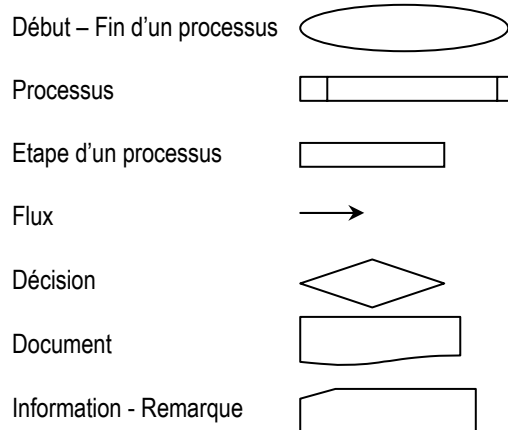 Début – Fin d'un processus
Processus
Etape d'un processus
Flux
Décision
Document
Information - Remarque